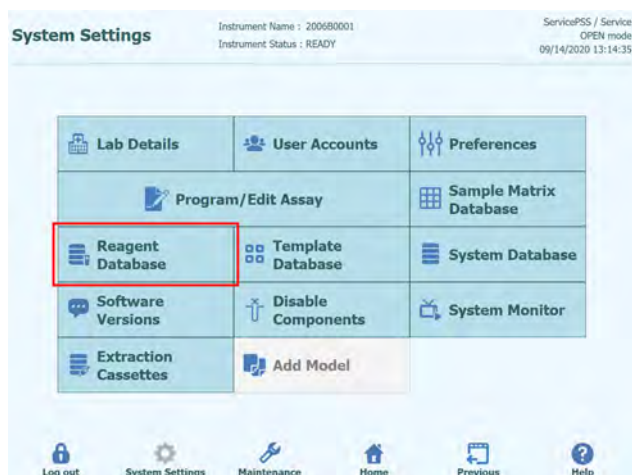 System Settings
Instrument Name : 2006B0001
Instrument Status : READY
ServicePSS / Service
OPEN mode
09/14/2020 13:14:35
Lab Details
User Accounts
Preferences
Program/Edit Assay
Sample Matrix
Database
Reagent
Database
Template
Database
System Database
Software
Versions
Disable
Components
System Monitor
Extraction
Cassettes
Add Model
Log out
System Settings
Maintenance
Home
Previous
Help